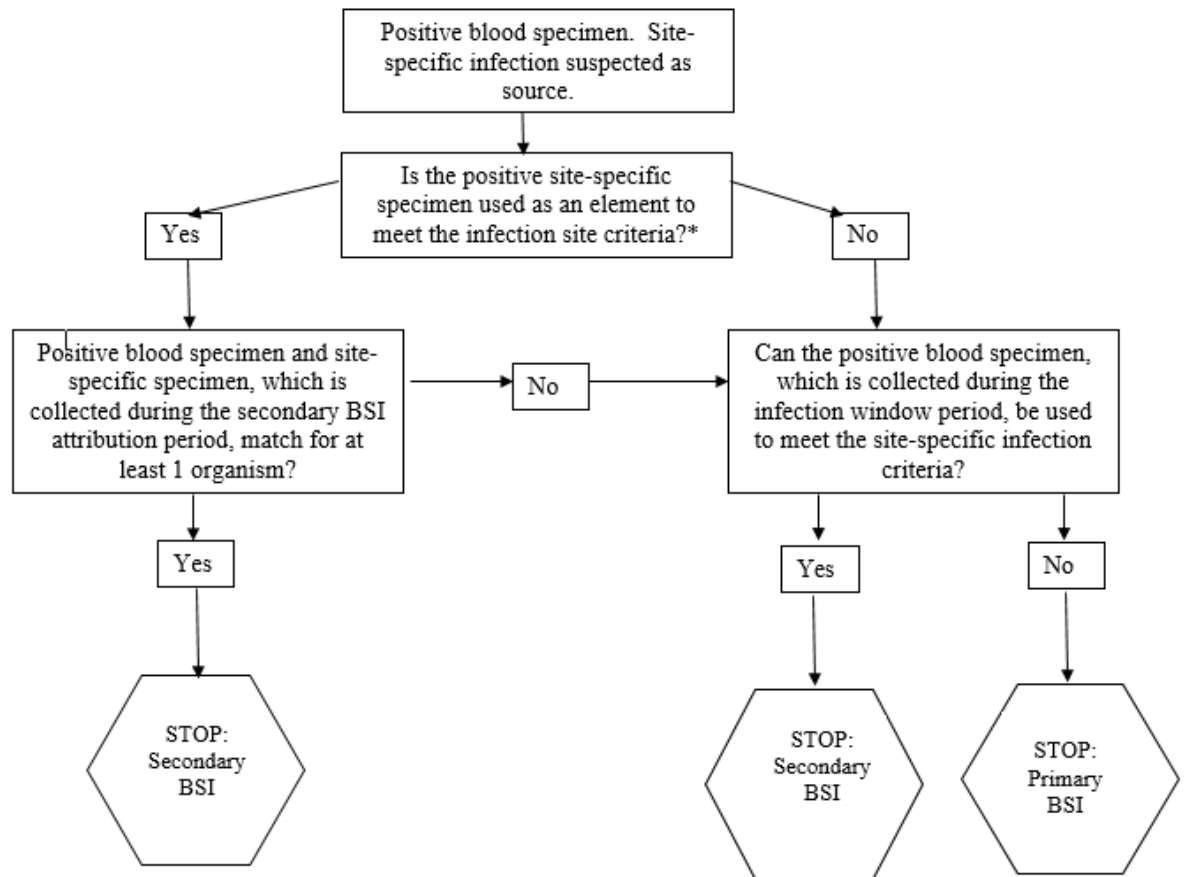 Positive blood specimen.  Site-
specific infection suspected as
source.
Is the positive site-specific
specimen used as an element to
meet the infection site criteria?*
Yes
No
Positive blood specimen and site-
specific specimen, which is
collected during the secondary BSI
attribution period, match for at
least 1 organism?
No
Can the positive blood specimen,
which is collected during the
infection window period, be used
to meet the site-specific infection
criteria?
Yes
Yes
No
STOP:
Secondary
BSI
STOP:
Secondary
BSI
STOP:
Primary
BSI